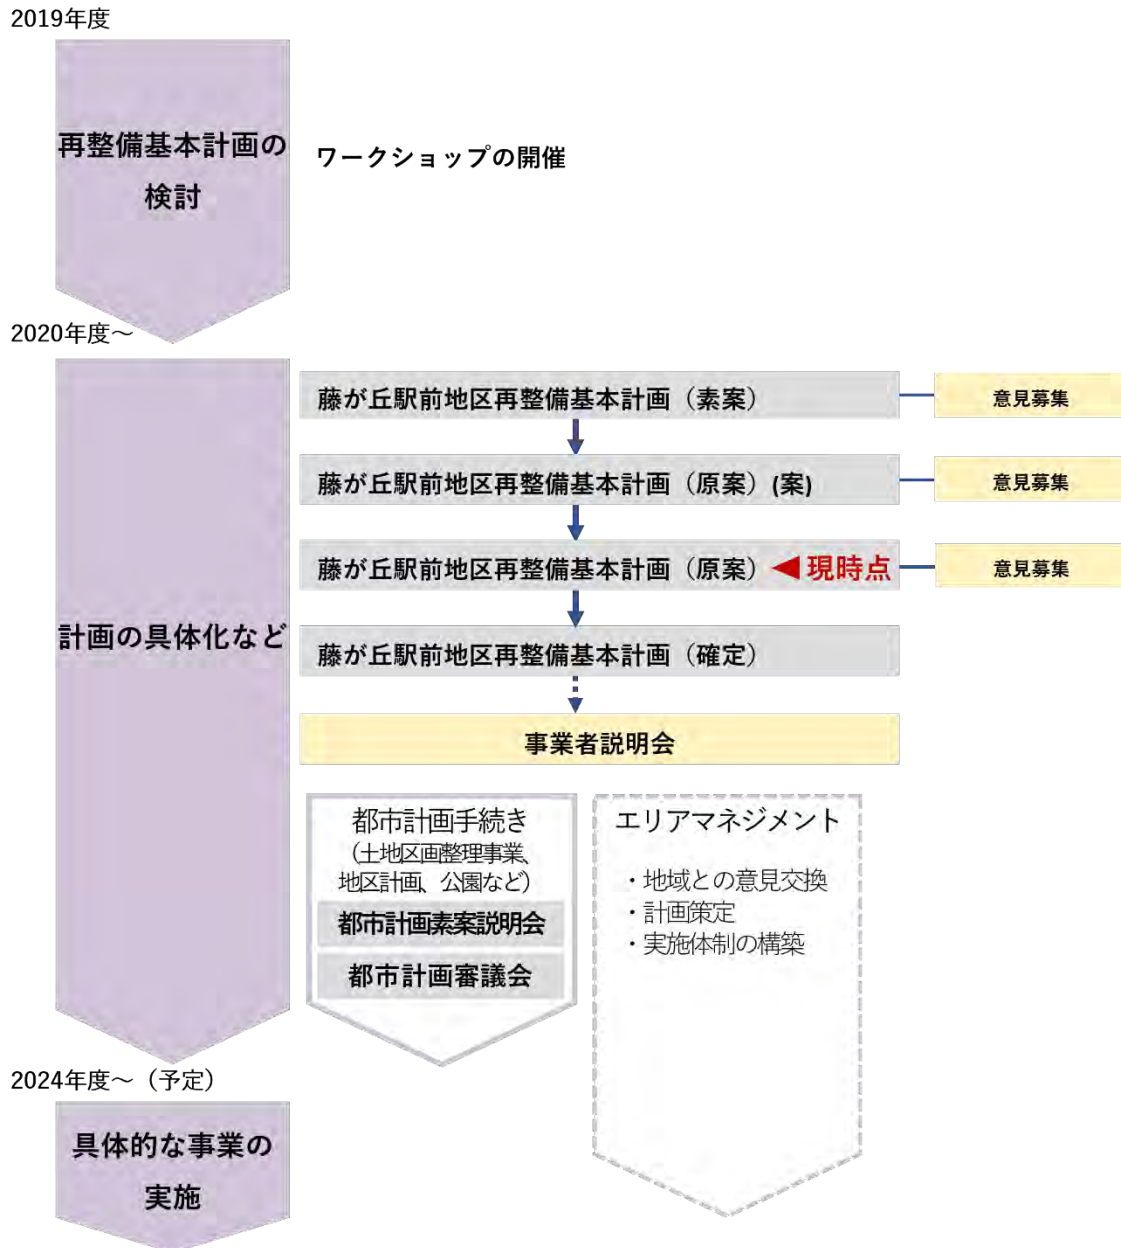 2019年度
再整備基本計画の
検討
ワークショップの開催
2020年度～
計画の具体化など
藤が丘駅前地区再整備基本計画（素案）
意見募集
藤が丘駅前地区再整備基本計画（原案）(案)
意見募集
藤が丘駅前地区再整備基本計画（原案）
◀現時点
意見募集
藤が丘駅前地区再整備基本計画（確定）
事業者説明会
都市計画手続き
（土地区画整理事業、
地区計画、公園など）
都市計画素案説明会
都市計画審議会
エリアマネジメント
・地域との意見交換
・計画策定
・実施体制の構築
2024年度～（予定）
具体的な事業の
実施